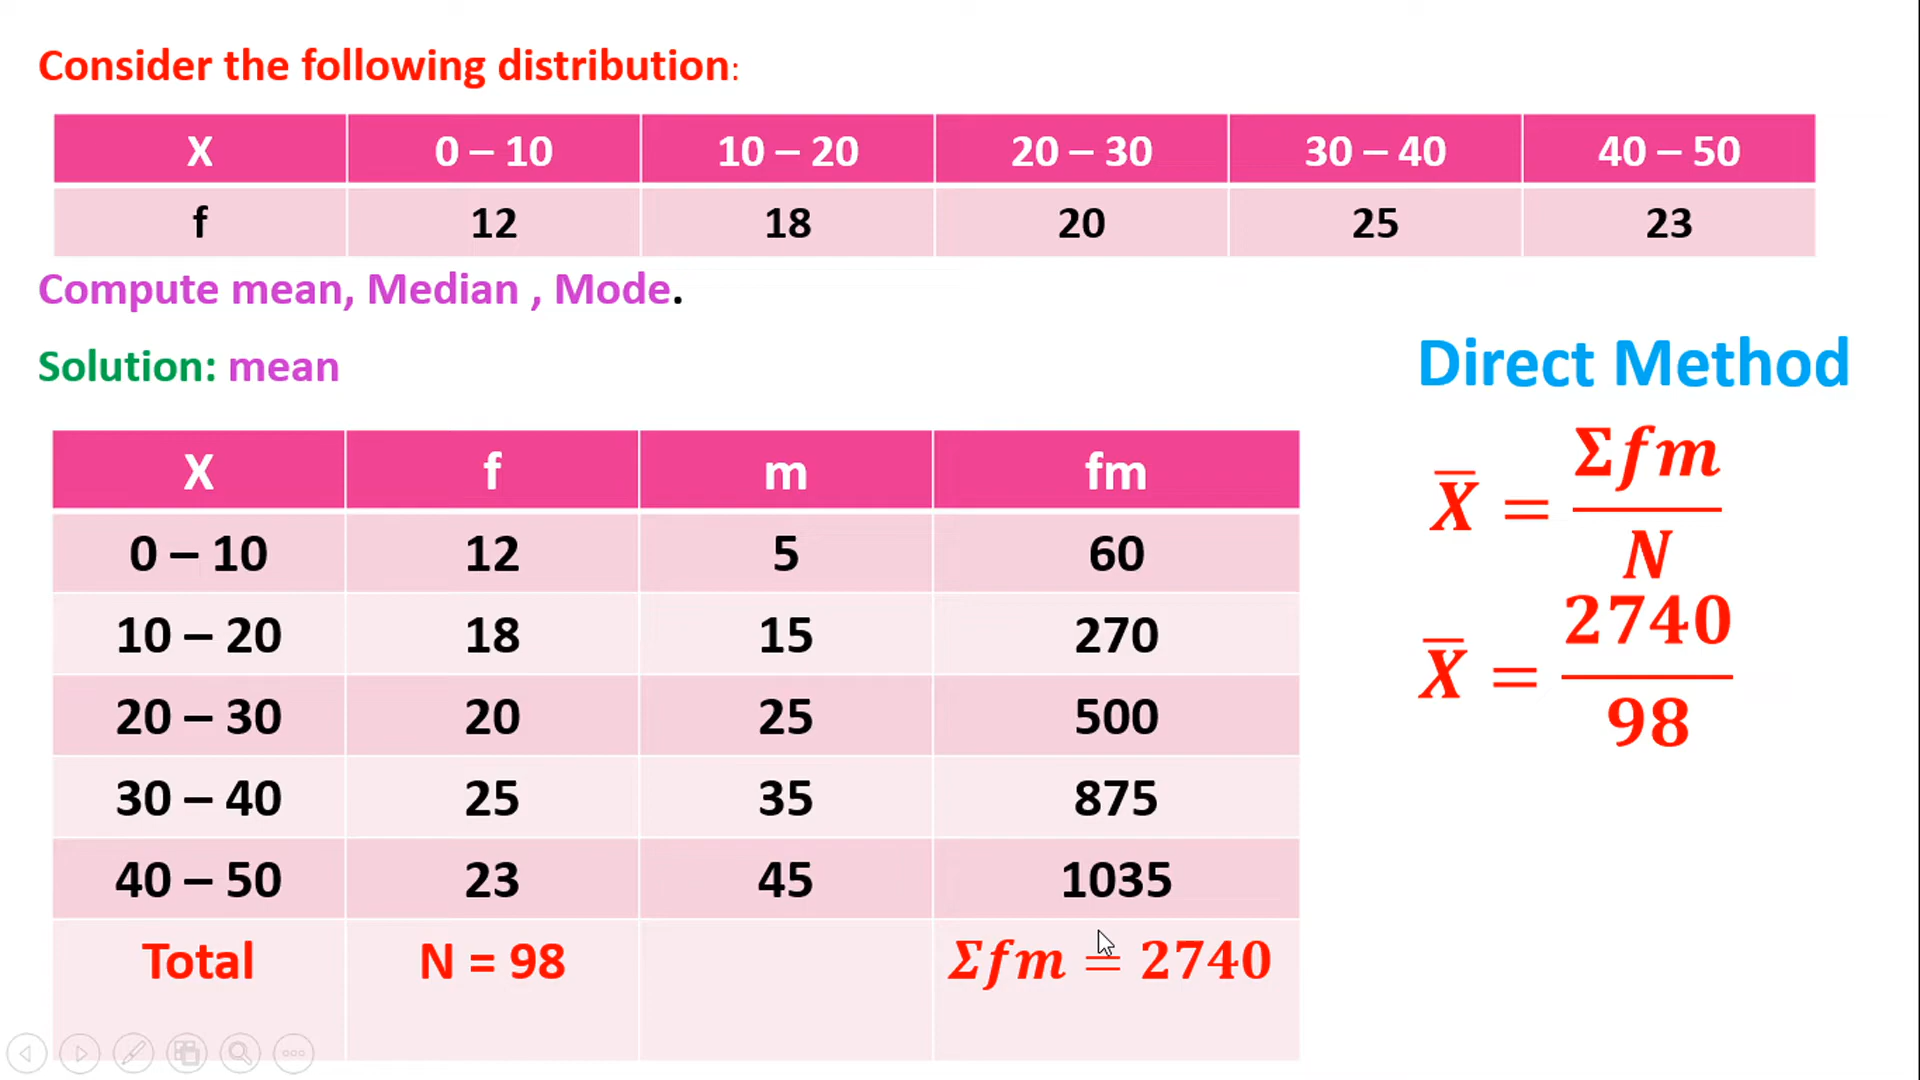 Consider the following distribution:
X 0 – 10 10 – 20 20 – 30 30 – 40 40 – 50
f 12 18 20 25 23
Compute mean, Median , Mode.
Solution: mean
Direct Method
X f m fm
0 – 10 12 5 60
10 – 20 18 15 270
20 – 30 20 25 500
30 – 40 25 35 875
40 – 50 23 45 1035
Total N = 98 Σfm = 2740
X̅ = Σfm / N
X̅ = 2740 / 98